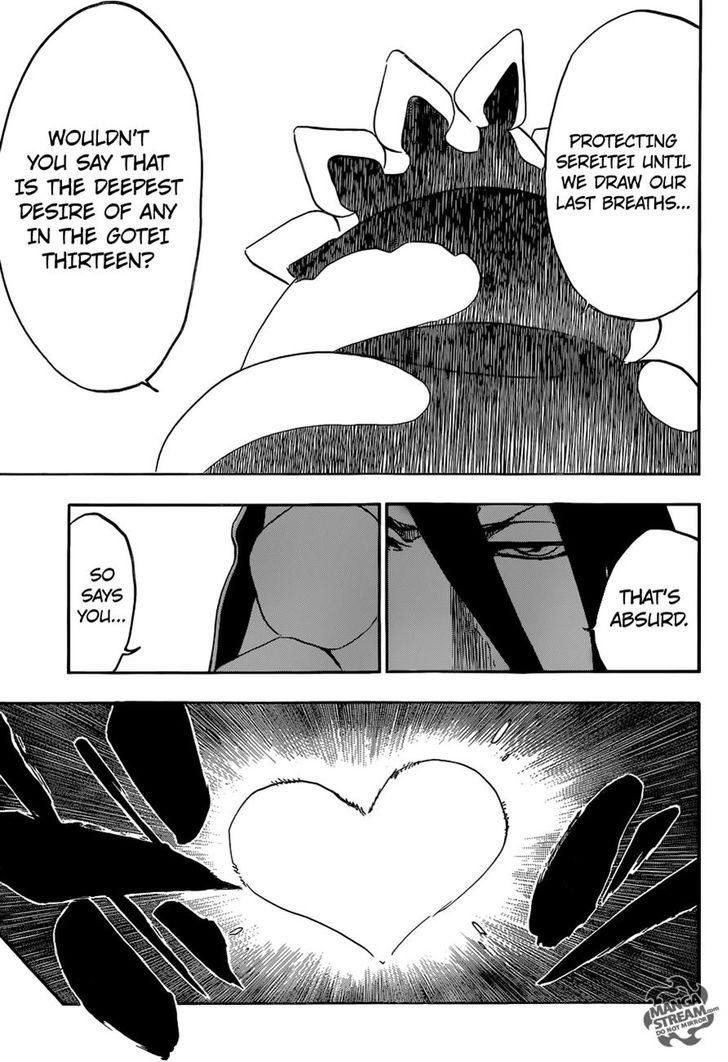 PROTECTING
SEREITEI UNTIL
WE DRAW OUR
LAST BREATHS...
WOULDN'T
YOU SAY THAT
IS THE DEEPEST
DESIRE OF ANY
IN THE GOTEI
THIRTEEN?
THAT'S
ABSURD.
SO
SAYS
YOU...
MANGA
STREAM.com
DO NOT MIRROR